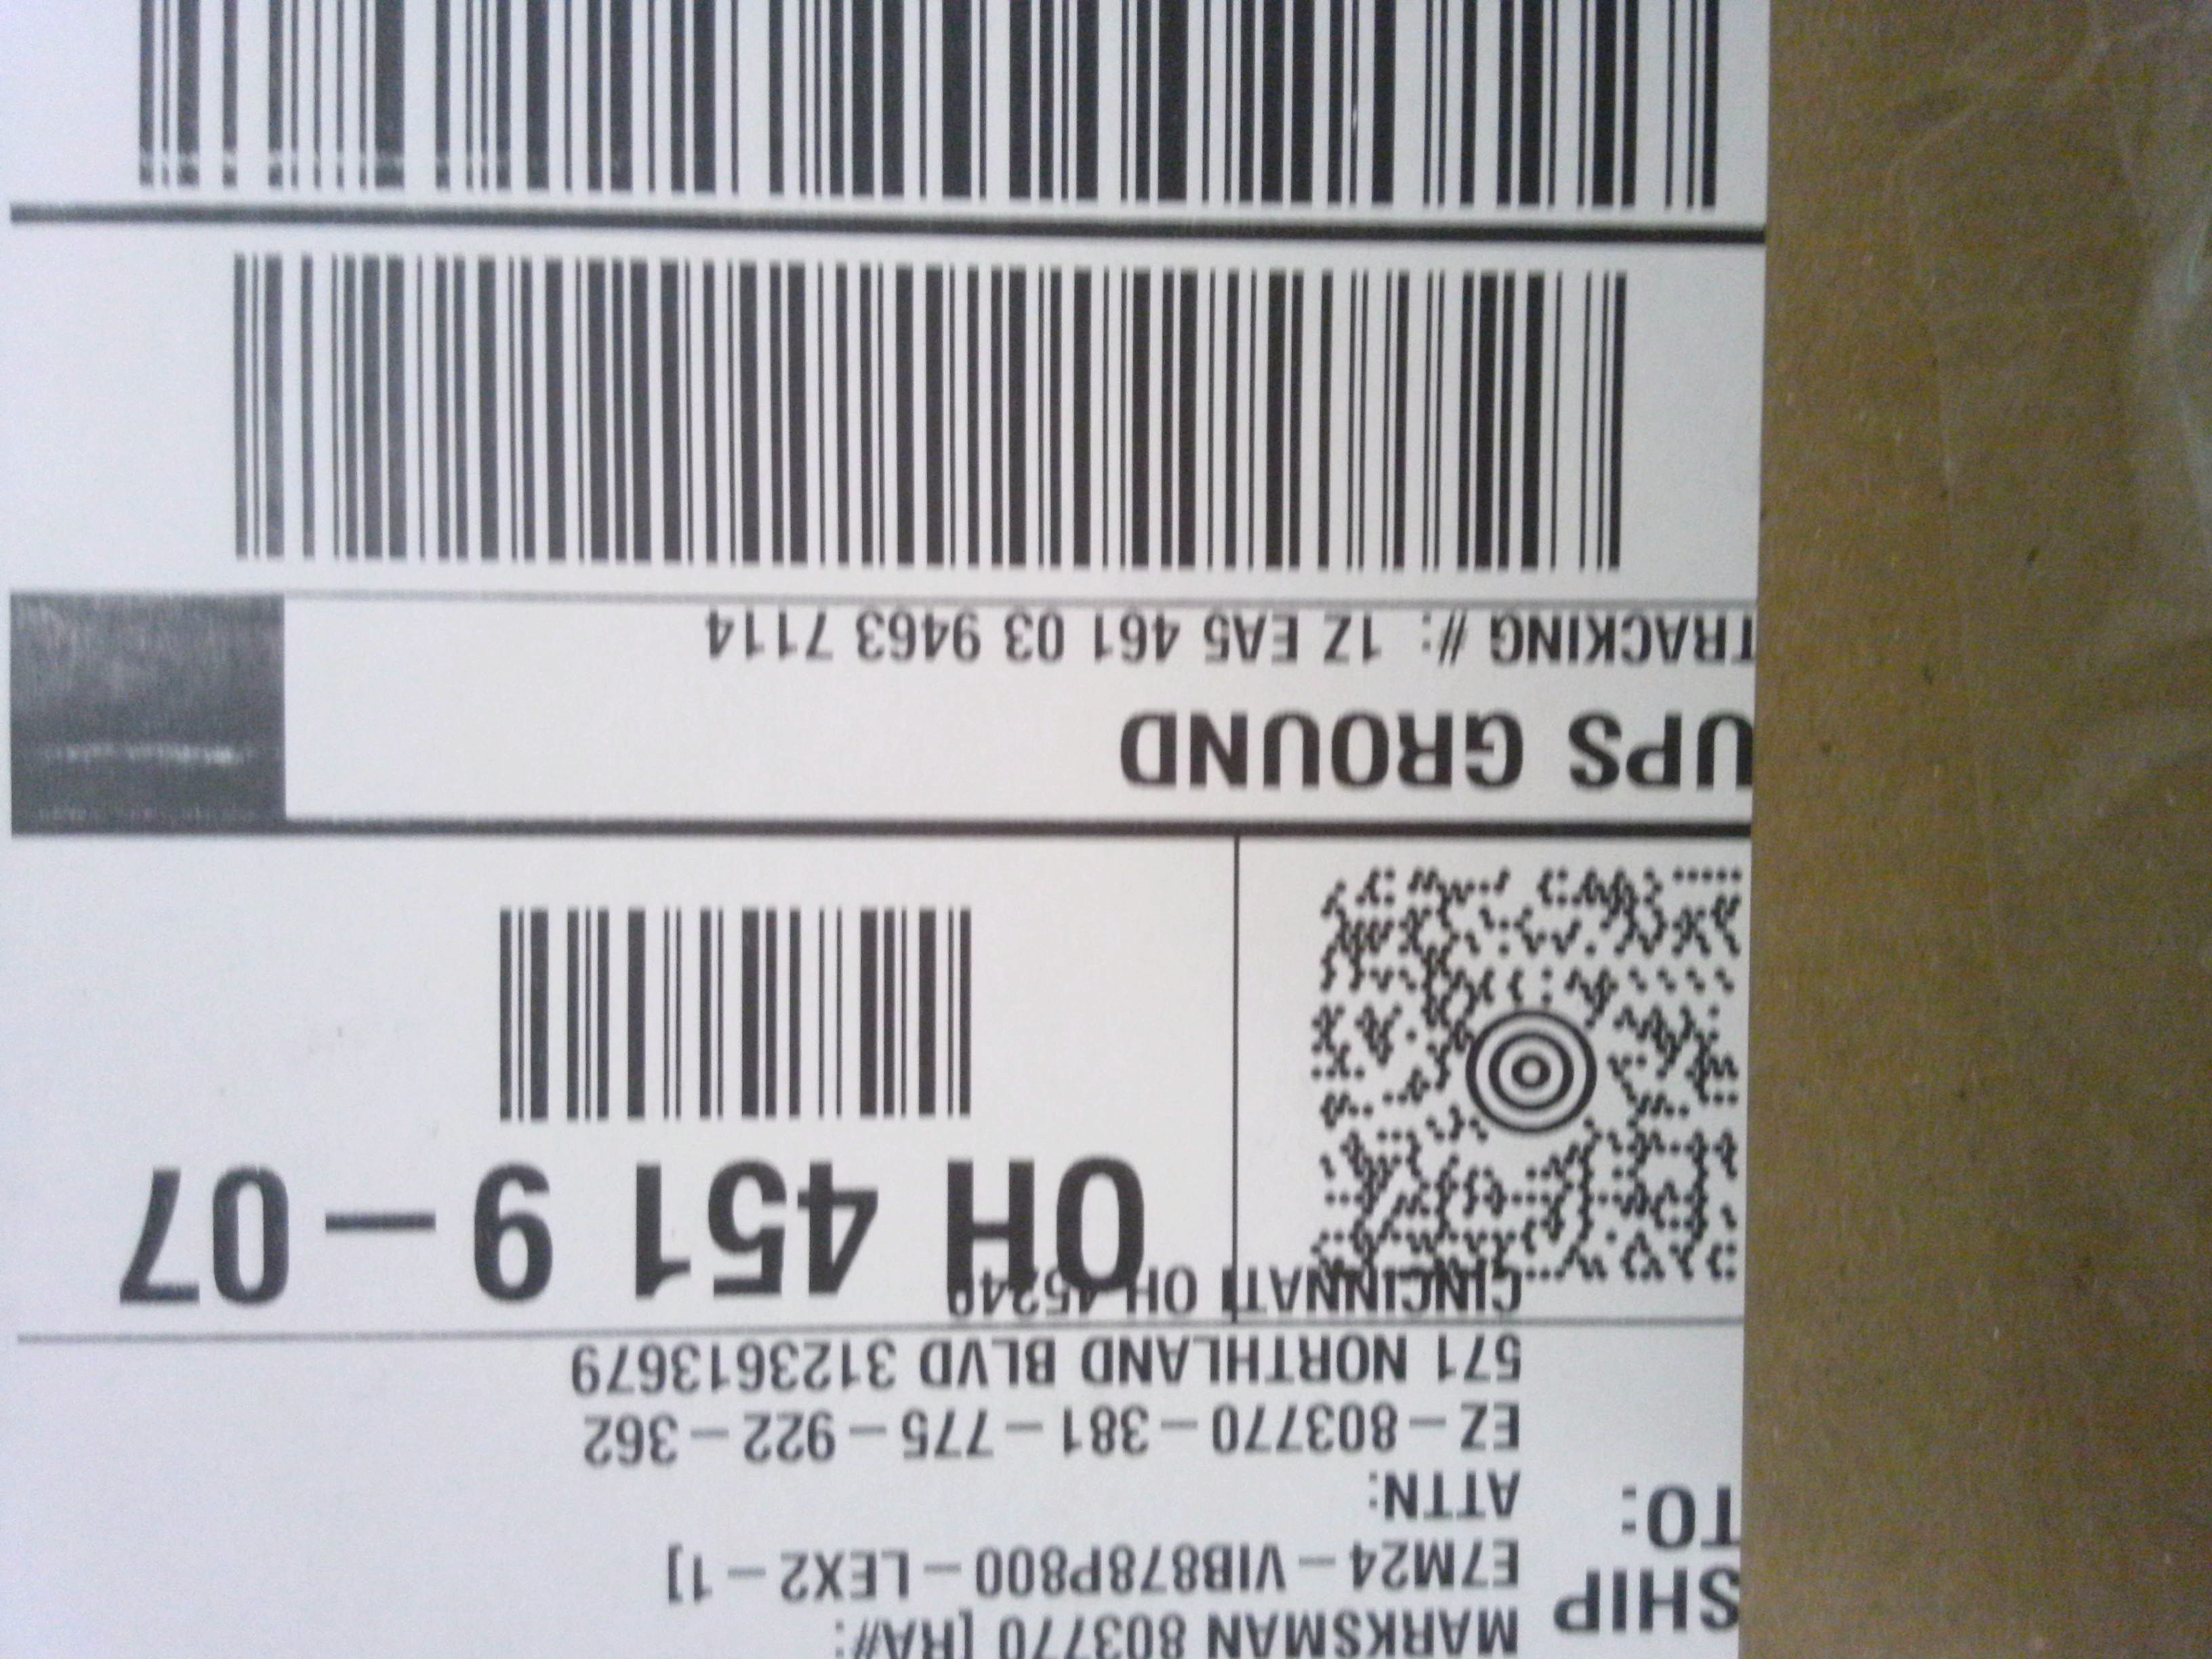 SHIP
TO:
MARKSMAN 803770 [RA#:
E7M24 – VIB878P800 – LEX2 – 1]
ATTN:
EZ – 803770 – 381 – 775 – 922 – 362
571 NORTHLAND BLVD 3123613679
CINCINNATI OH 45240
OH 451 9 – 07
UPS GROUND
TRACKING #: 1Z EA5 461 03 9463 7114